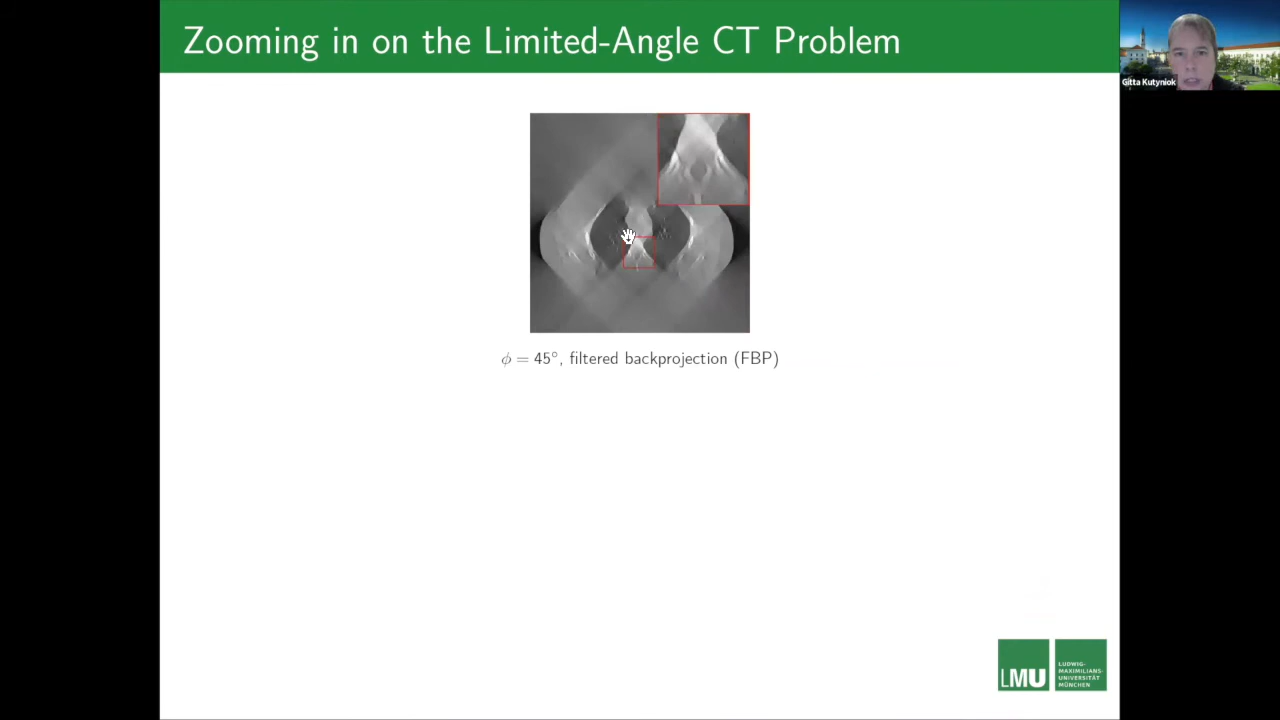 Zooming in on the Limited-Angle CT Problem
Gitta Kutyniok
ϕ = 45°, filtered backprojection (FBP)
LMU
LUDWIG-
MAXIMILIANS-
UNIVERSITÄT
MÜNCHEN